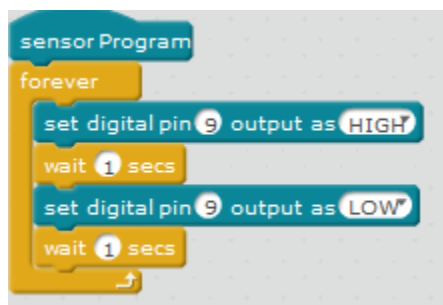 sensor Program
forever
set digital pin 9 output as HIGH
wait 1 secs
set digital pin 9 output as LOW
wait 1 secs